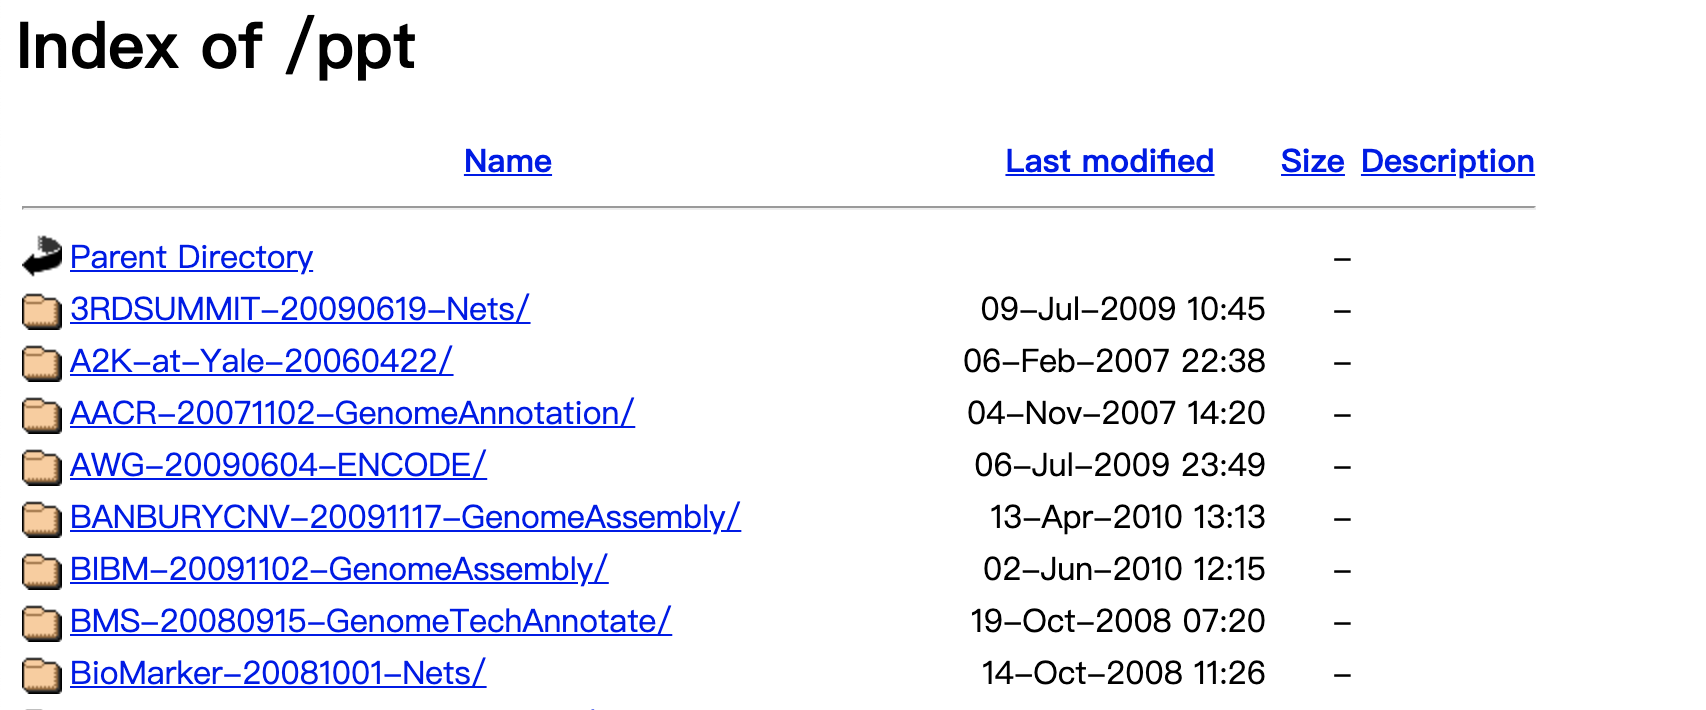 Index of /ppt
Name Last modified Size Description
Parent Directory –
3RDSUMMIT–20090619–Nets/ 09–Jul–2009 10:45 –
A2K–at–Yale–20060422/ 06–Feb–2007 22:38 –
AACR–20071102–GenomeAnnotation/ 04–Nov–2007 14:20 –
AWG–20090604–ENCODE/ 06–Jul–2009 23:49 –
BANBURYCNV–20091117–GenomeAssembly/ 13–Apr–2010 13:13 –
BIBM–20091102–GenomeAssembly/ 02–Jun–2010 12:15 –
BMS–20080915–GenomeTechAnnotate/ 19–Oct–2008 07:20 –
BioMarker–20081001–Nets/ 14–Oct–2008 11:26 –